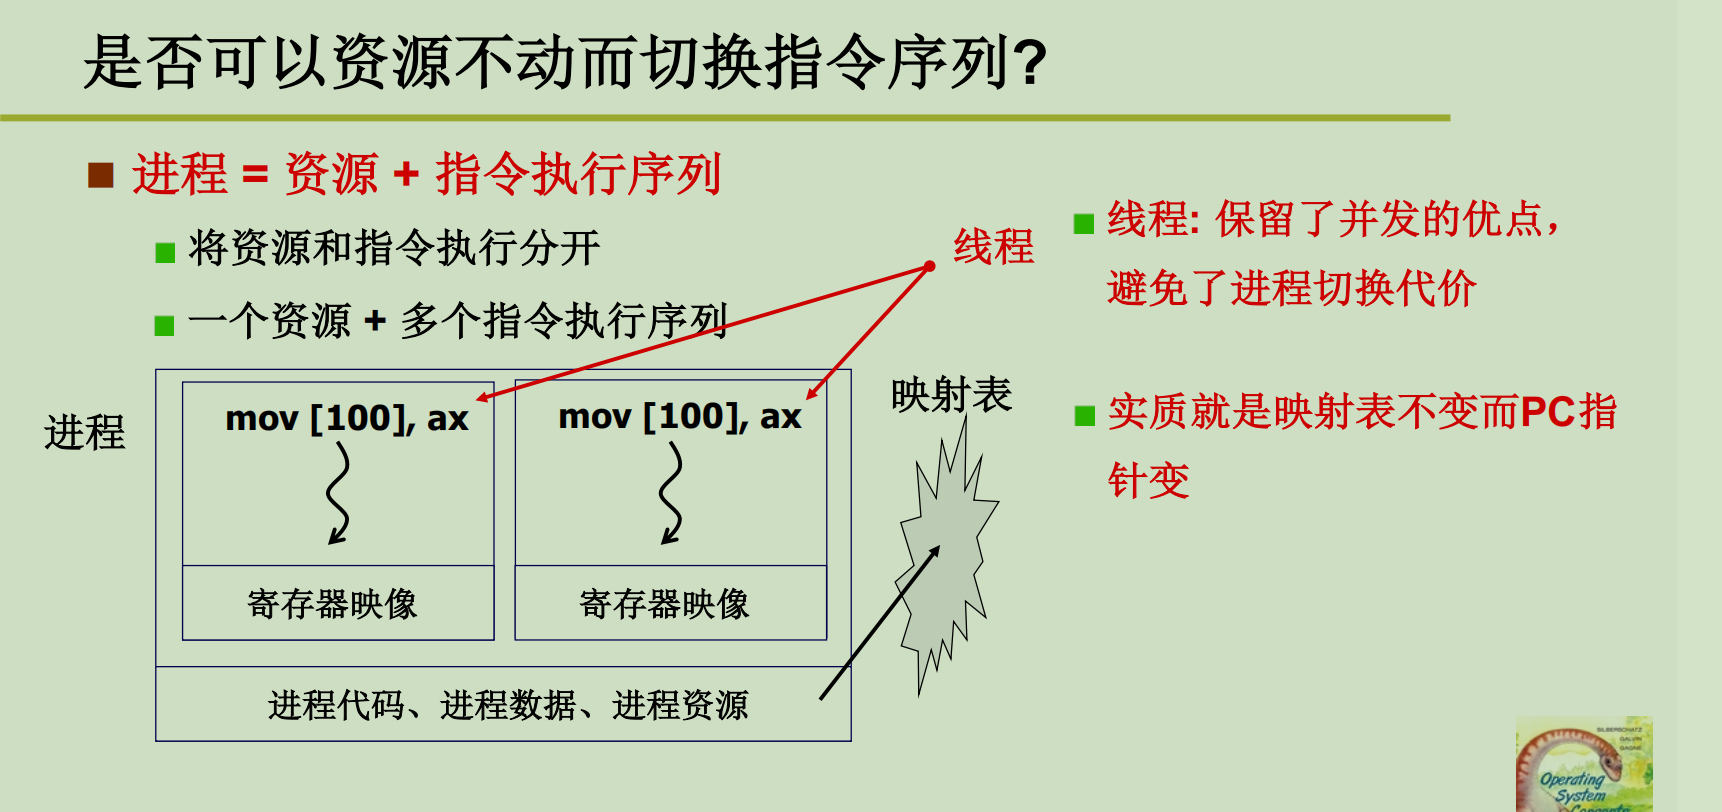 是否可以资源不动而切换指令序列?
进程 = 资源 + 指令执行序列
将资源和指令执行分开
一个资源 + 多个指令执行序列
线程
线程: 保留了并发的优点，
避免了进程切换代价
实质就是映射表不变而PC指
针变
进程
mov [100], ax
mov [100], ax
映射表
寄存器映像
寄存器映像
进程代码、进程数据、进程资源
SILBERSCHATZ
GALVIN
GAGNE
Operating
System
Concepts